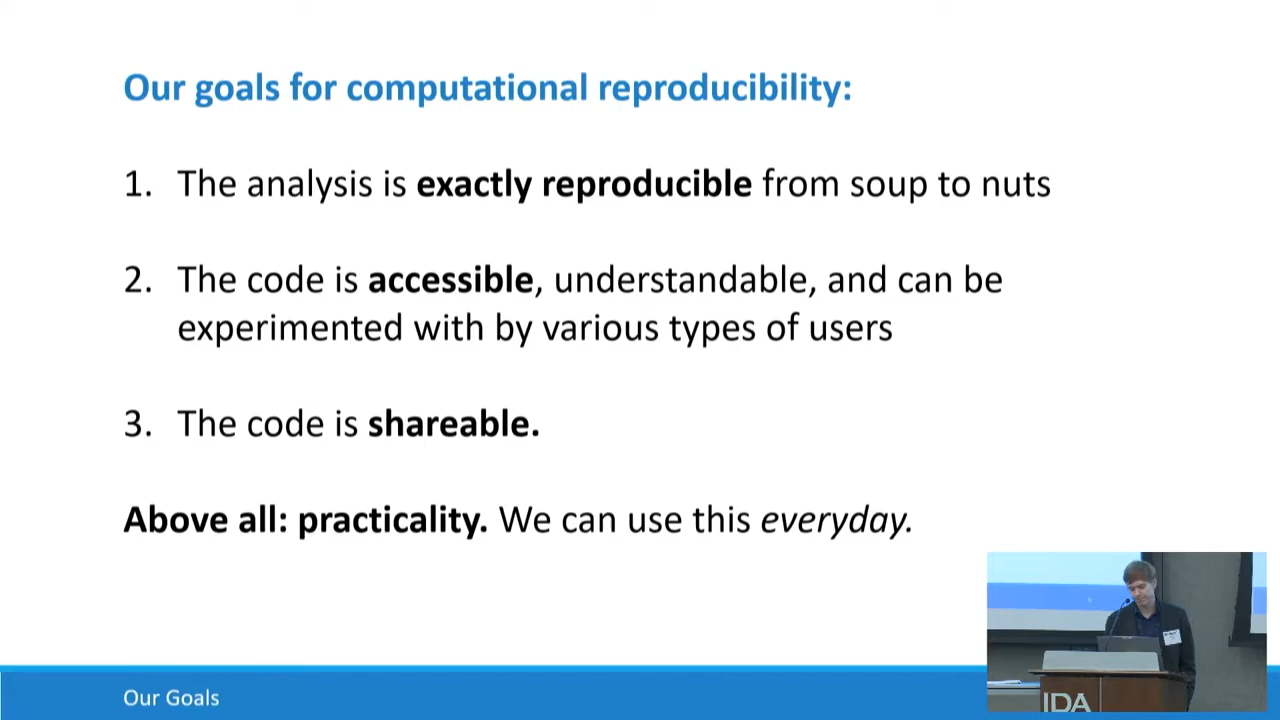 Our goals for computational reproducibility:
1. The analysis is exactly reproducible from soup to nuts
2. The code is accessible, understandable, and can be
experimented with by various types of users
3. The code is shareable.
Above all: practicality. We can use this everyday.
Our Goals
IDA